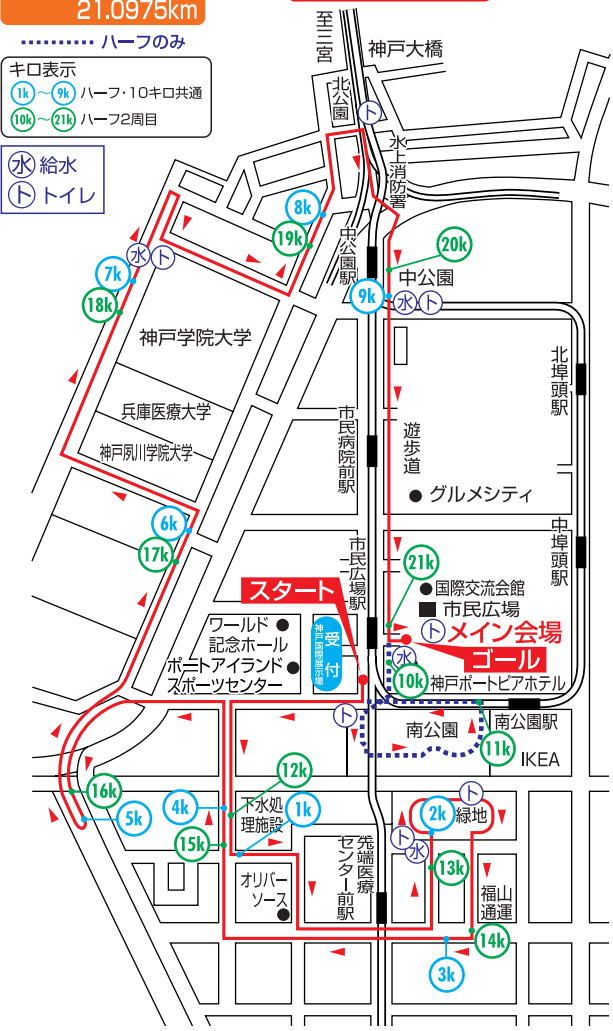 21.0975km
ハーフのみ
キロ表示
1k～9k ハーフ・10キロ共通
10k～21k ハーフ2周目
水 給水
ト トイレ
至三宮
神戸大橋
北公園
ト
水上消防署
8k
19k
中公園駅
20k
中公園
水 ト
7k
18k
9k
水 ト
神戸学院大学
兵庫医療大学
神戸夙川学院大学
北埠頭駅
市民病院前駅
遊歩道
グルメシティ
6k
17k
中埠頭駅
市民広場駅
21k
スタート
国際交流会館
市民広場
ト メイン会場
ゴール
ワールド
記念ホール
ポートアイランド
スポーツセンター
受付
神戸国際展示場
水
10k
神戸ポートピアホテル
ト
南公園
南公園駅
11k
IKEA
16k
5k
12k
4k
下水処
理施設
1k
15k
ト
2k
緑地
ト
水
先端医療
センター前駅
13k
オリバー
ソース
福山
通運
14k
3k